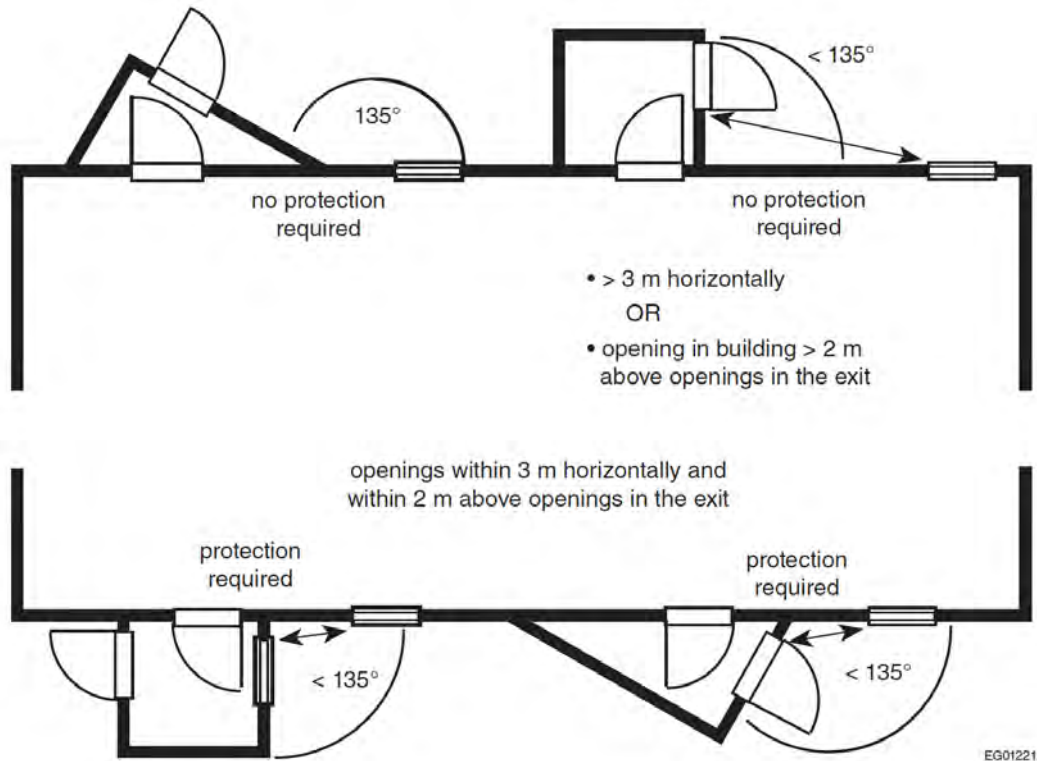 < 135°
135°
no protection
required
no protection
required
• > 3 m horizontally
OR
• opening in building > 2 m
above openings in the exit
openings within 3 m horizontally and
within 2 m above openings in the exit
protection
required
protection
required
< 135°
< 135°
EG01221